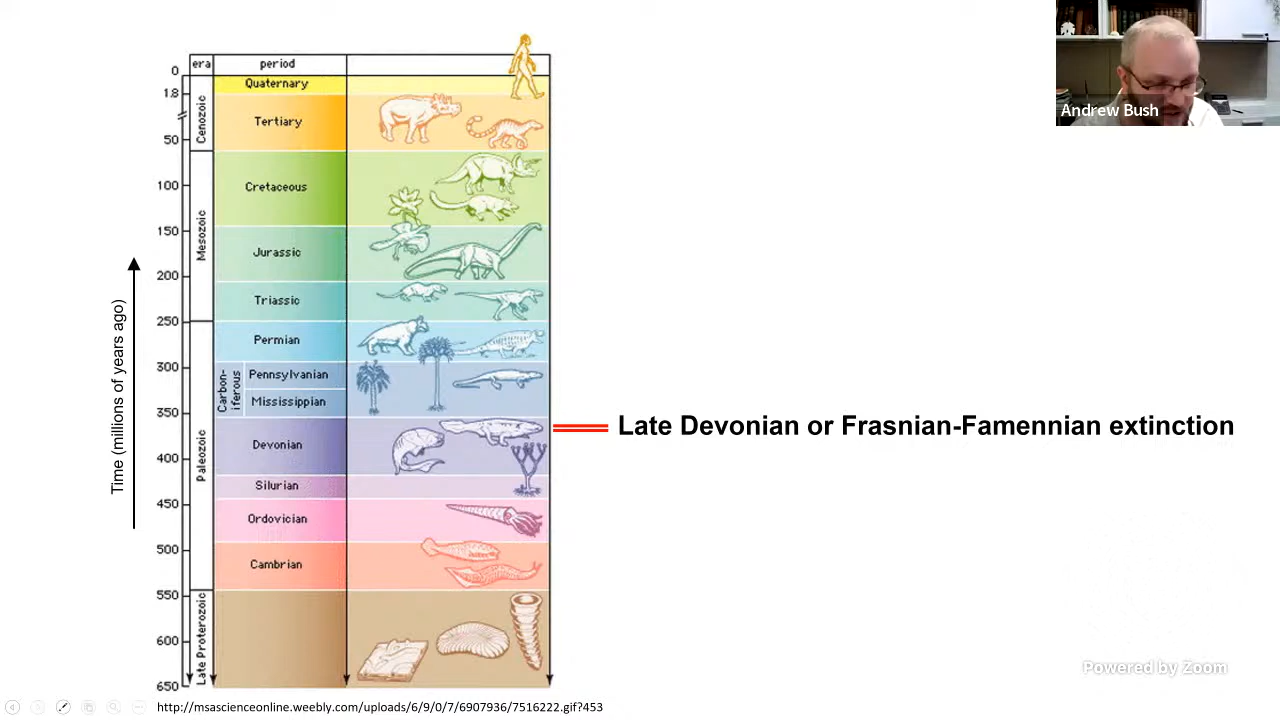 era period
0
Quaternary
1.8
Cenozoic
Tertiary
50
Cretaceous
100
150
Mesozoic
Jurassic
200
Triassic
250
Permian
300
Carbon-
iferous
Pennsylvanian
Mississippian
350
Paleozoic
Devonian
400
Silurian
450
Ordovician
500
Cambrian
550
Late Proterozoic
600
650
Time (millions of years ago)
Late Devonian or Frasnian-Famennian extinction
Andrew Bush
Powered by Zoom
http://msascienceonline.weebly.com/uploads/6/9/0/7/6907936/7516222.gif?453